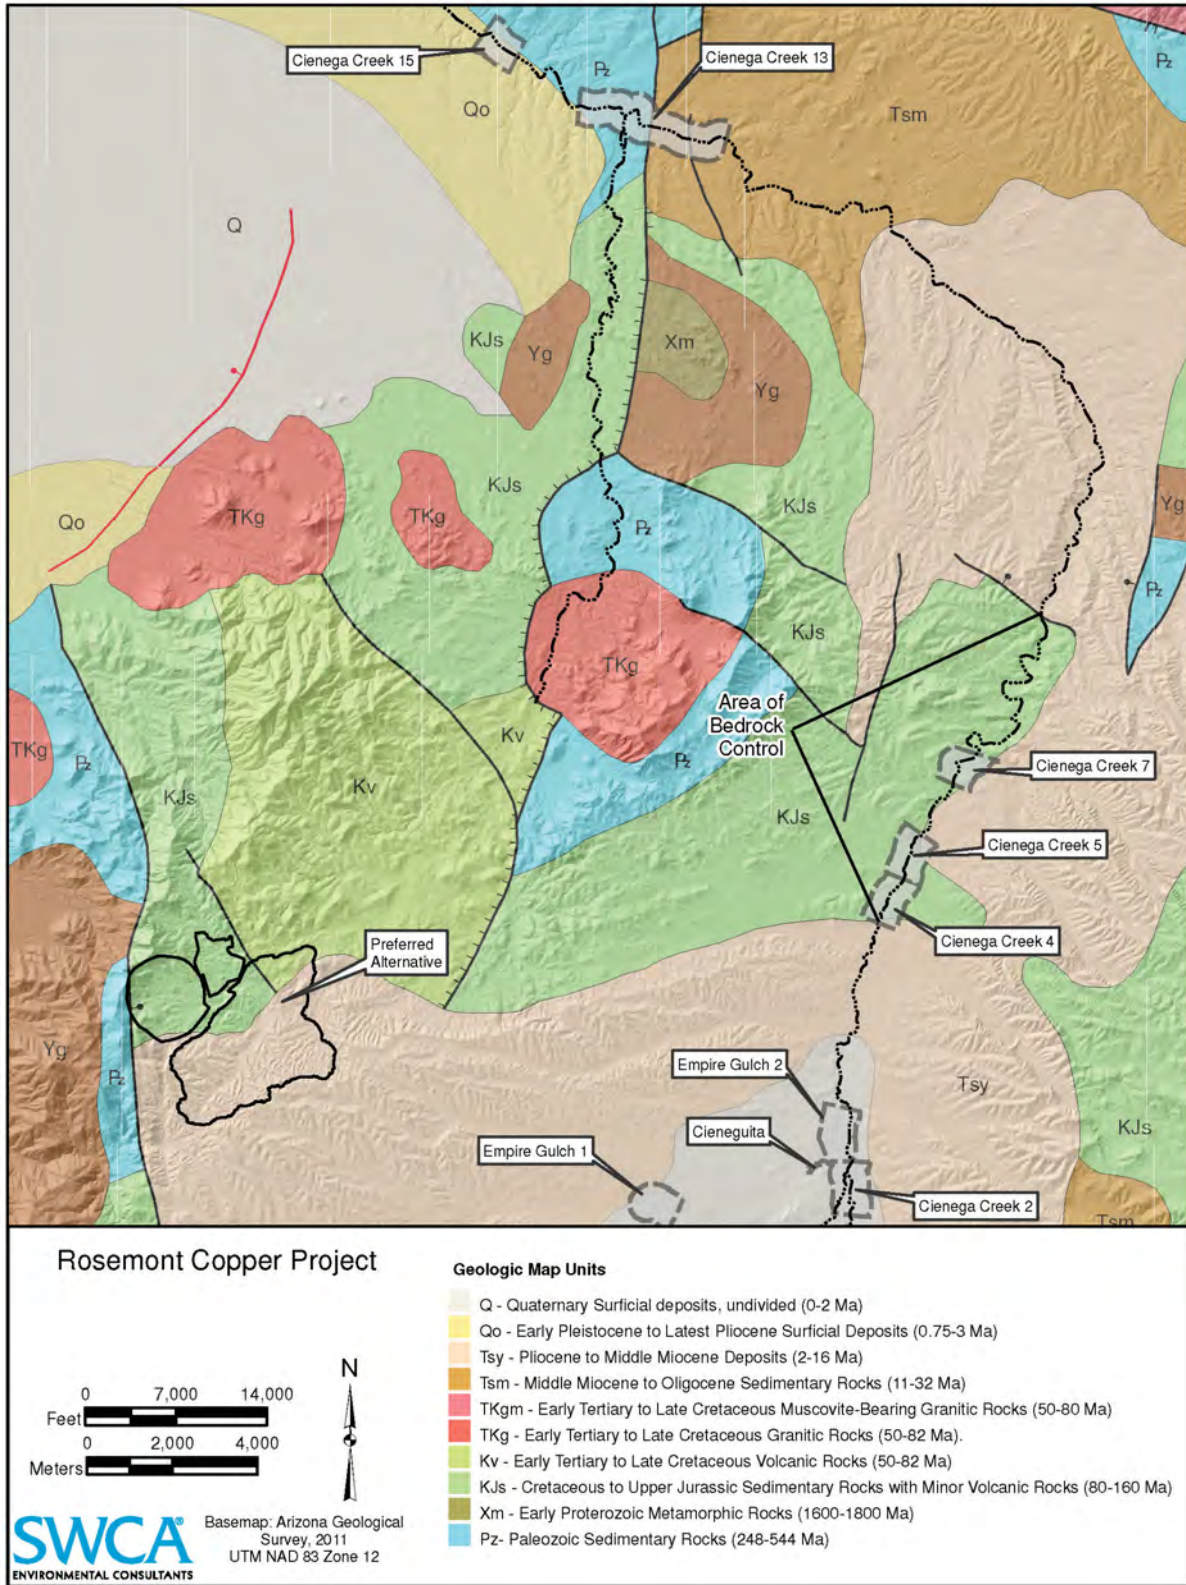 Cienega Creek 15
Pz
Cienega Creek 13
Pz
Qo
Tsm
Q
KJs
Yg
Xm
Yg
KJs
TKg
TKg
KJs
Qo
Pz
Yg
Pz
KJs
TKg
Area of
Bedrock
Control
TKg
Pz
Kv
Pz
Cienega Creek 7
KJs
Kv
KJs
Cienega Creek 5
Cienega Creek 4
Preferred
Alternative
Yg
Pz
Empire Gulch 2
Tsy
Cieneguita
KJs
Empire Gulch 1
Cienega Creek 2
Tsm
Rosemont Copper Project
0 7,000 14,000
Feet
0 2,000 4,000
Meters
N
SWCA®
ENVIRONMENTAL CONSULTANTS
Basemap: Arizona Geological
Survey, 2011
UTM NAD 83 Zone 12
Geologic Map Units
Q - Quaternary Surficial deposits, undivided (0-2 Ma)
Qo - Early Pleistocene to Latest Pliocene Surficial Deposits (0.75-3 Ma)
Tsy - Pliocene to Middle Miocene Deposits (2-16 Ma)
Tsm - Middle Miocene to Oligocene Sedimentary Rocks (11-32 Ma)
TKgm - Early Tertiary to Late Cretaceous Muscovite-Bearing Granitic Rocks (50-80 Ma)
TKg - Early Tertiary to Late Cretaceous Granitic Rocks (50-82 Ma).
Kv - Early Tertiary to Late Cretaceous Volcanic Rocks (50-82 Ma)
KJs - Cretaceous to Upper Jurassic Sedimentary Rocks with Minor Volcanic Rocks (80-160 Ma)
Xm - Early Proterozoic Metamorphic Rocks (1600-1800 Ma)
Pz- Paleozoic Sedimentary Rocks (248-544 Ma)